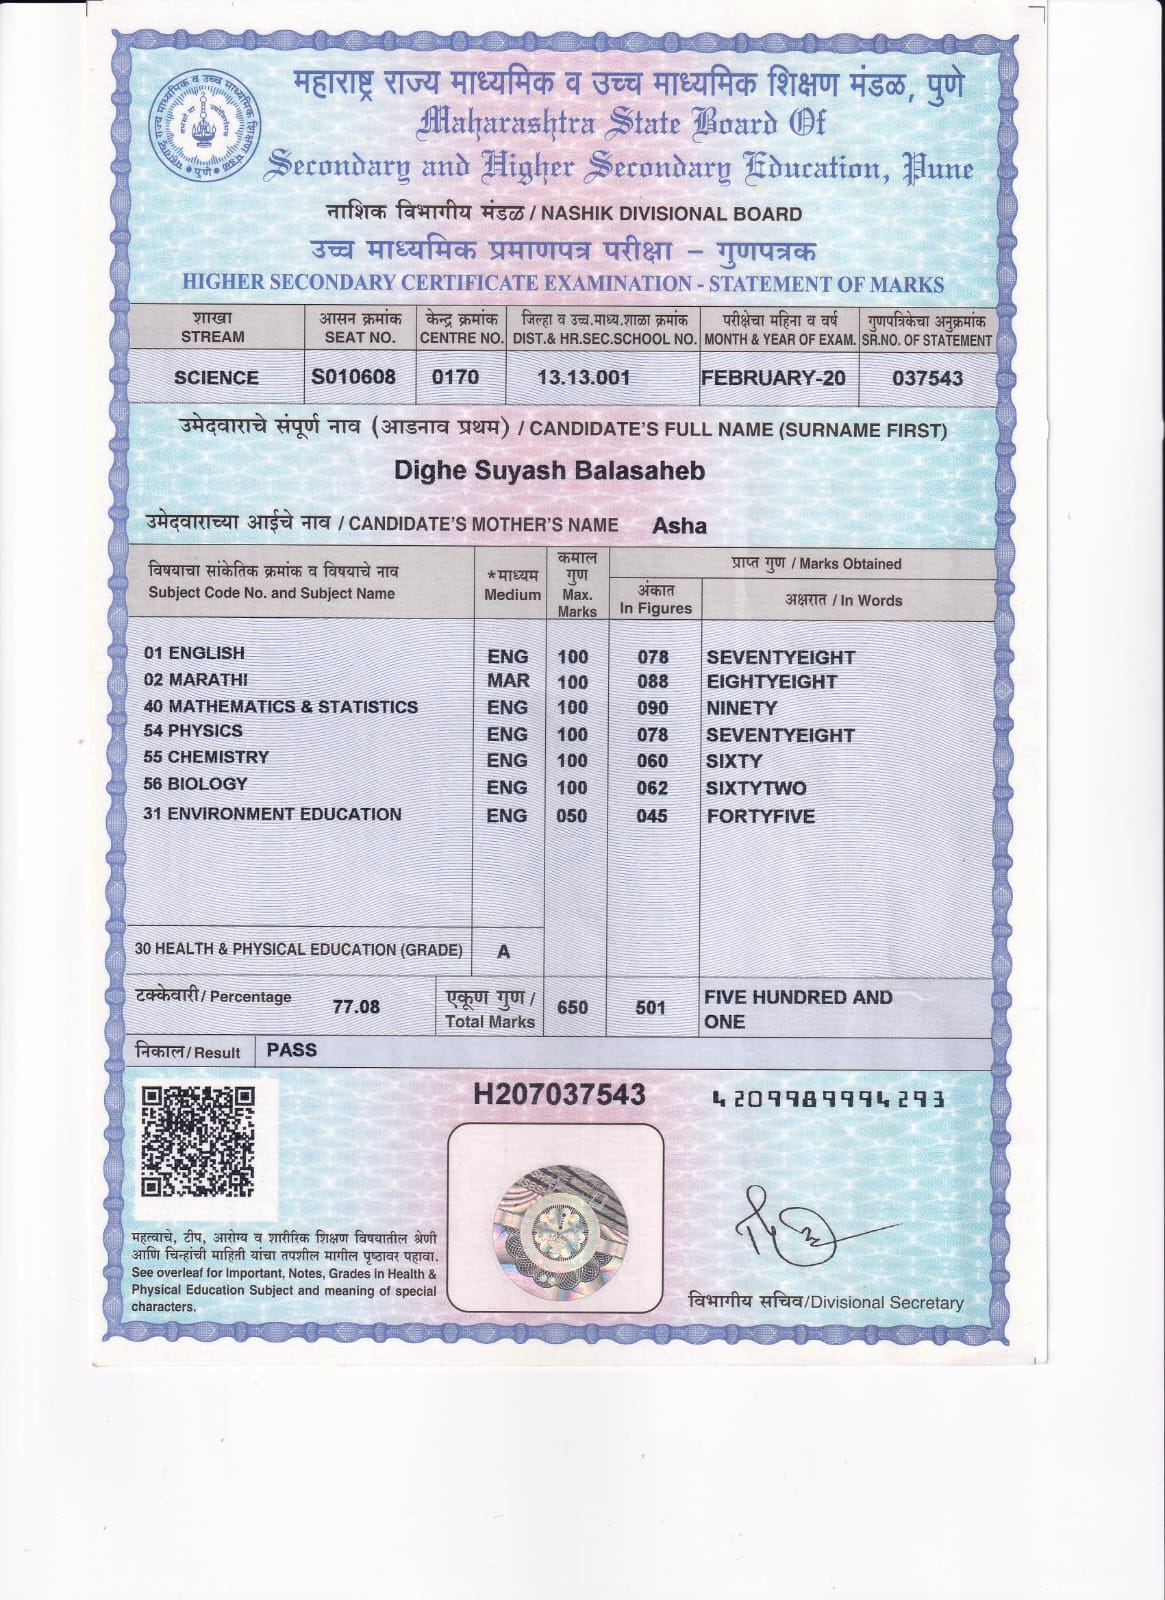 महाराष्ट्र राज्य माध्यमिक व उच्च माध्यमिक शिक्षण मंडळ, पुणे
Maharashtra State Board Of
Secondary and Higher Secondary Education, Pune
नाशिक विभागीय मंडळ / NASHIK DIVISIONAL BOARD
उच्च माध्यमिक प्रमाणपत्र परीक्षा – गुणपत्रक
HIGHER SECONDARY CERTIFICATE EXAMINATION - STATEMENT OF MARKS
शाखा आसन क्रमांक केन्द्र क्रमांक जिल्हा व उच्च.माध्य.शाळा क्रमांक परीक्षेचा महिना व वर्ष गुणपत्रिकेचा अनुक्रमांक
STREAM SEAT NO. CENTRE NO. DIST.& HR.SEC.SCHOOL NO. MONTH & YEAR OF EXAM. SR.NO. OF STATEMENT
SCIENCE S010608 0170 13.13.001 FEBRUARY-20 037543
उमेदवाराचे संपूर्ण नाव (आडनाव प्रथम) / CANDIDATE'S FULL NAME (SURNAME FIRST)
Dighe Suyash Balasaheb
उमेदवाराच्या आईचे नाव / CANDIDATE'S MOTHER'S NAME Asha
विषयाचा सांकेतिक क्रमांक व विषयाचे नाव
Subject Code No. and Subject Name
*माध्यम
Medium
कमाल
गुण
Max.
Marks
प्राप्त गुण / Marks Obtained
अंकात
In Figures
अक्षरात / In Words
01 ENGLISH ENG 100 078 SEVENTYEIGHT
02 MARATHI MAR 100 088 EIGHTYEIGHT
40 MATHEMATICS & STATISTICS ENG 100 090 NINETY
54 PHYSICS ENG 100 078 SEVENTYEIGHT
55 CHEMISTRY ENG 100 060 SIXTY
56 BIOLOGY ENG 100 062 SIXTYTWO
31 ENVIRONMENT EDUCATION ENG 050 045 FORTYFIVE
30 HEALTH & PHYSICAL EDUCATION (GRADE) A
टक्केवारी / Percentage 77.08
एकूण गुण /
Total Marks
650 501 FIVE HUNDRED AND
ONE
निकाल / Result PASS
H207037543 4209989994293
महत्वाचे, टीप, आरोग्य व शारीरिक शिक्षण विषयातील श्रेणी
आणि चिन्हांची माहिती यांचा तपशील मागील पृष्ठावर पहावा.
See overleaf for Important, Notes, Grades in Health &
Physical Education Subject and meaning of special
characters.
विभागीय सचिव/Divisional Secretary